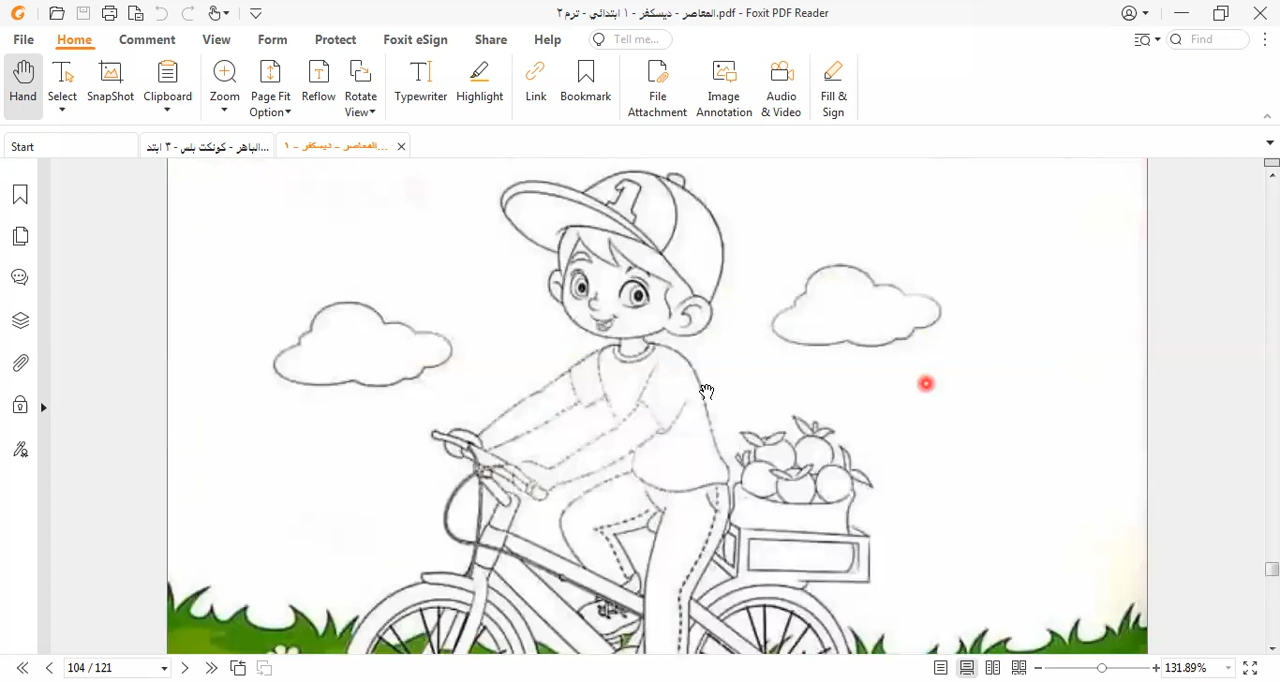 المعاصر - ديسكفر - ١ ابتدائي - ترم٢.pdf - Foxit PDF Reader
File Home Comment View Form Protect Foxit eSign Share Help Tell me... Find
Hand Select SnapShot Clipboard Zoom Page Fit Option Reflow Rotate View Typewriter Highlight Link Bookmark File Attachment Image Annotation Audio & Video Fill & Sign
Start الباهر - كونكت بلس - ٣ ابتد... المعاصر - ديسكفر - ١...
1
104 / 121 131.89%